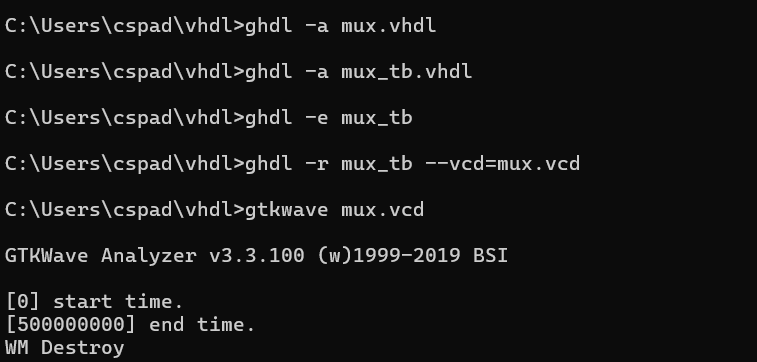 C:\Users\cspad\vhdl>ghdl -a mux.vhdl
C:\Users\cspad\vhdl>ghdl -a mux_tb.vhdl
C:\Users\cspad\vhdl>ghdl -e mux_tb
C:\Users\cspad\vhdl>ghdl -r mux_tb --vcd=mux.vcd
C:\Users\cspad\vhdl>gtkwave mux.vcd
GTKWave Analyzer v3.3.100 (w)1999-2019 BSI
[0] start time.
[500000000] end time.
WM Destroy